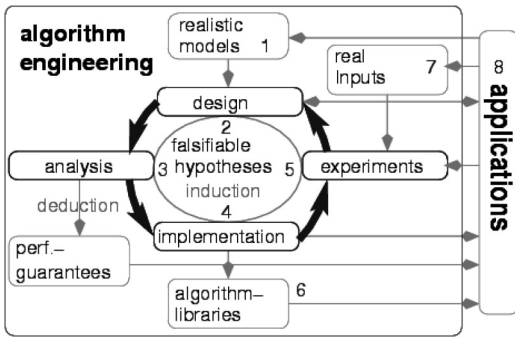 algorithm
engineering
realistic
models 1
real
Inputs 7
8
applications
design
2
falsifiable
hypotheses
induction
3
5
4
analysis
experiments
deduction
implementation
perf.–
guarantees
algorithm–
libraries
6